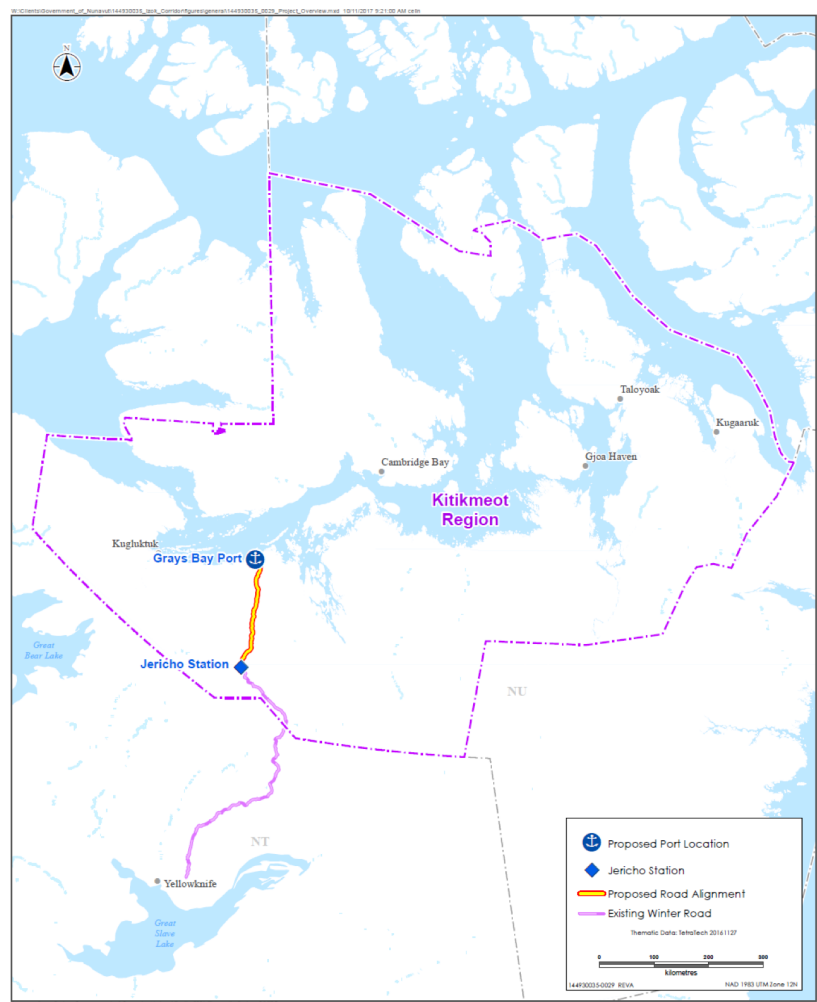 W:\Clients\Government_of_Nunavut\144930035_Izok_Corridor\figures\general\144930035_0029_Project_Overview.mxd 10/11/2017 9:21:00 AM
N
Taloyoak
Kugaaruk
Gjoa Haven
Cambridge Bay
Kitikmeot
Region
Kugluktuk
Grays Bay Port
Great
Bear Lake
Jericho Station
NU
NT
Yellowknife
Great
Slave
Lake
Proposed Port Location
Jericho Station
Proposed Road Alignment
Existing Winter Road
Thematic Data: TetraTech 20161127
0 100 200 300
kilometres
144930035-0029 REVA NAD 1983 UTM Zone 12N